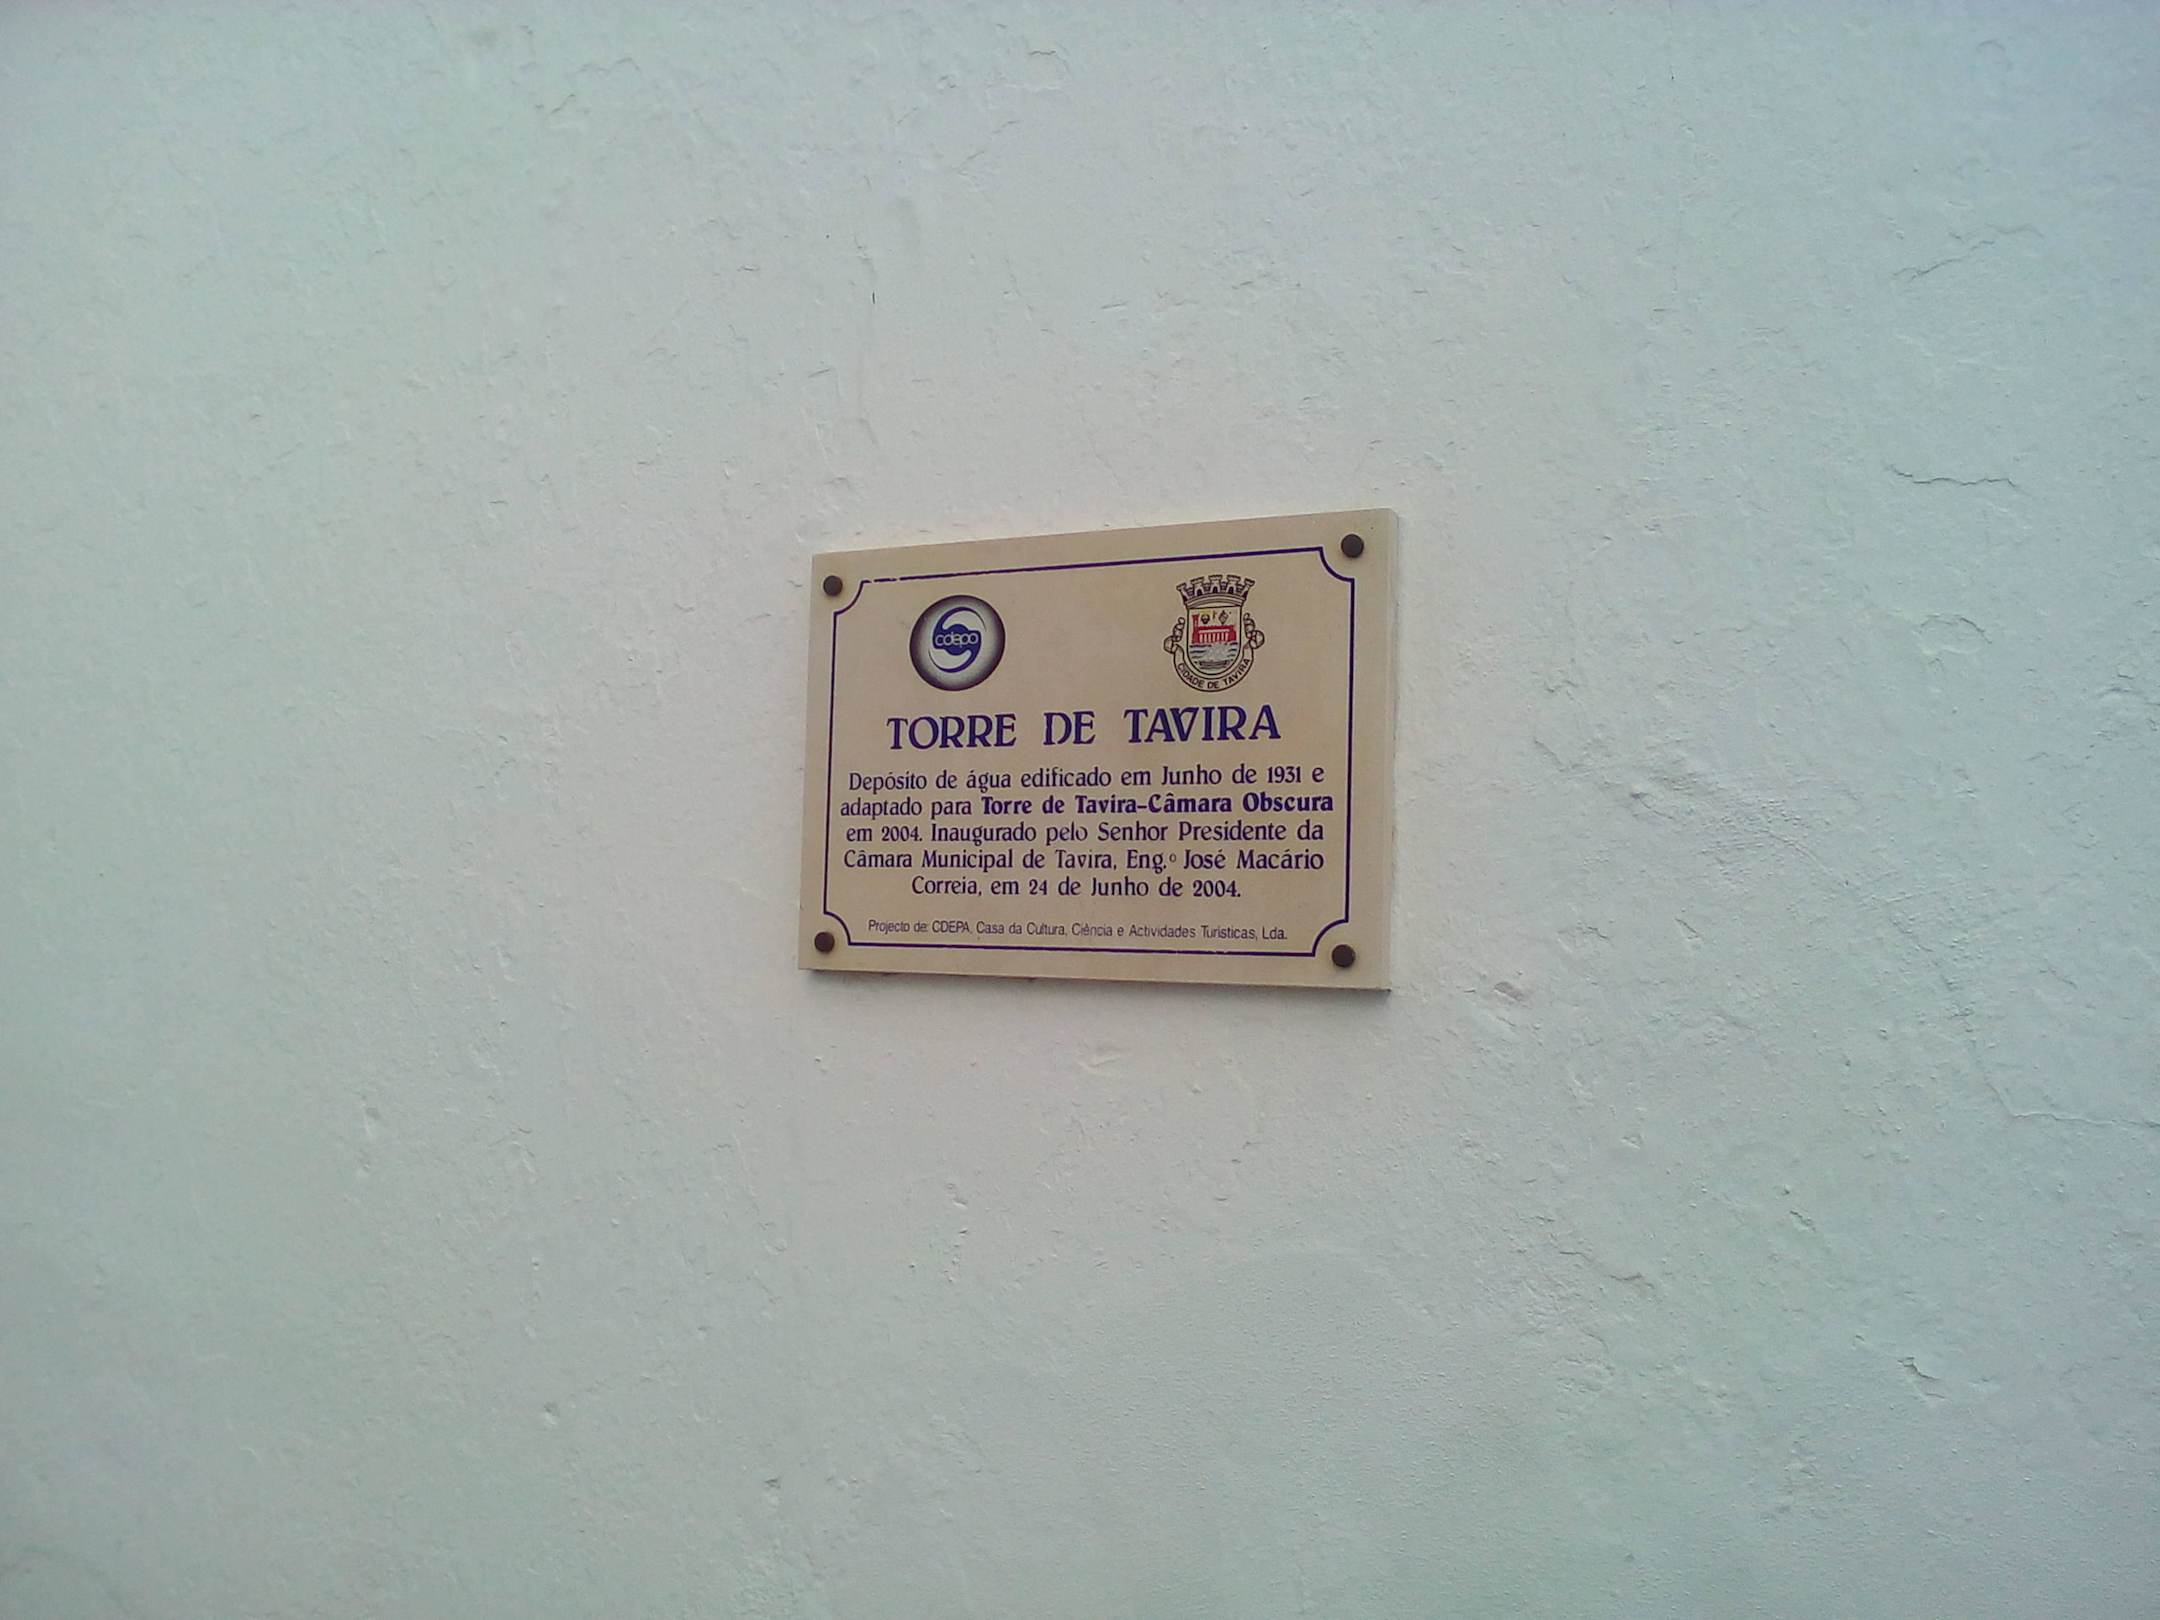 cdepa
CIDADE DE TAVIRA
TORRE DE TAVIRA
Depósito de água edificado em Junho de 1931 e
adaptado para Torre de Tavira-Câmara Obscura
em 2004. Inaugurado pelo Senhor Presidente da
Câmara Municipal de Tavira, Eng.º José Macário
Correia, em 24 de Junho de 2004.
Projecto de: CDEPA, Casa da Cultura, Ciência e Actividades Turísticas, Lda.